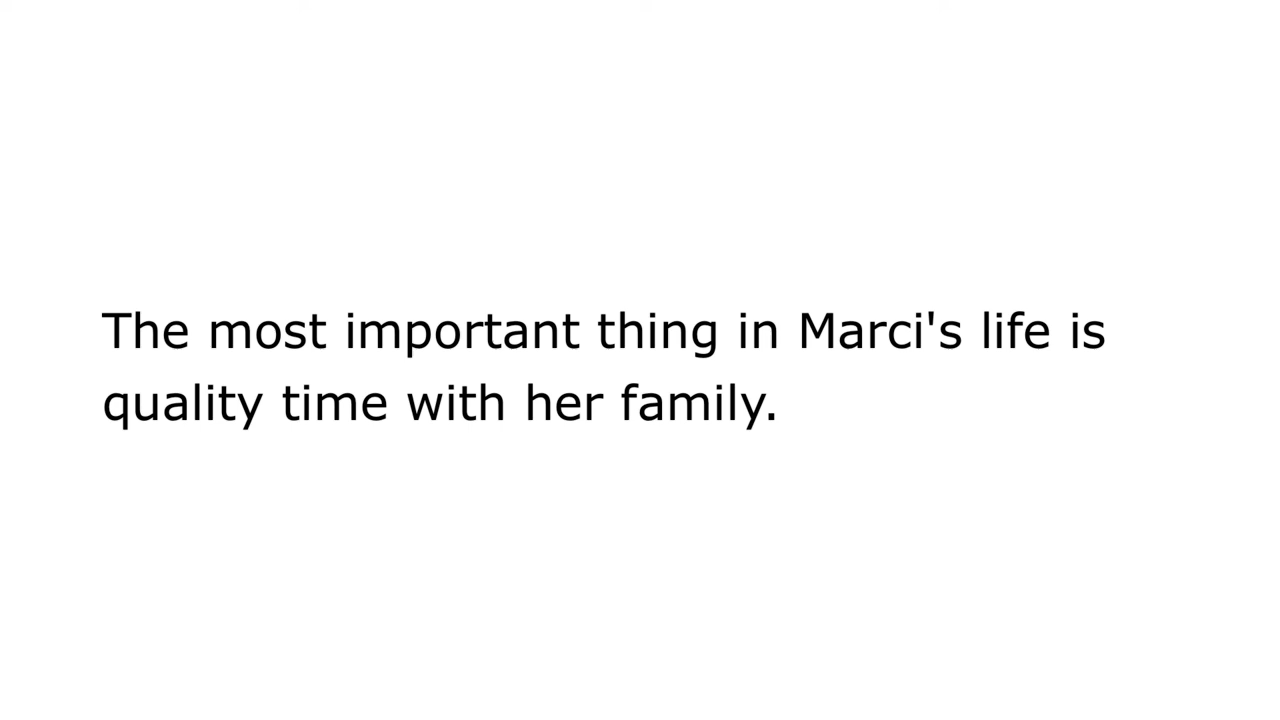 The most important thing in Marci's life is
quality time with her family.